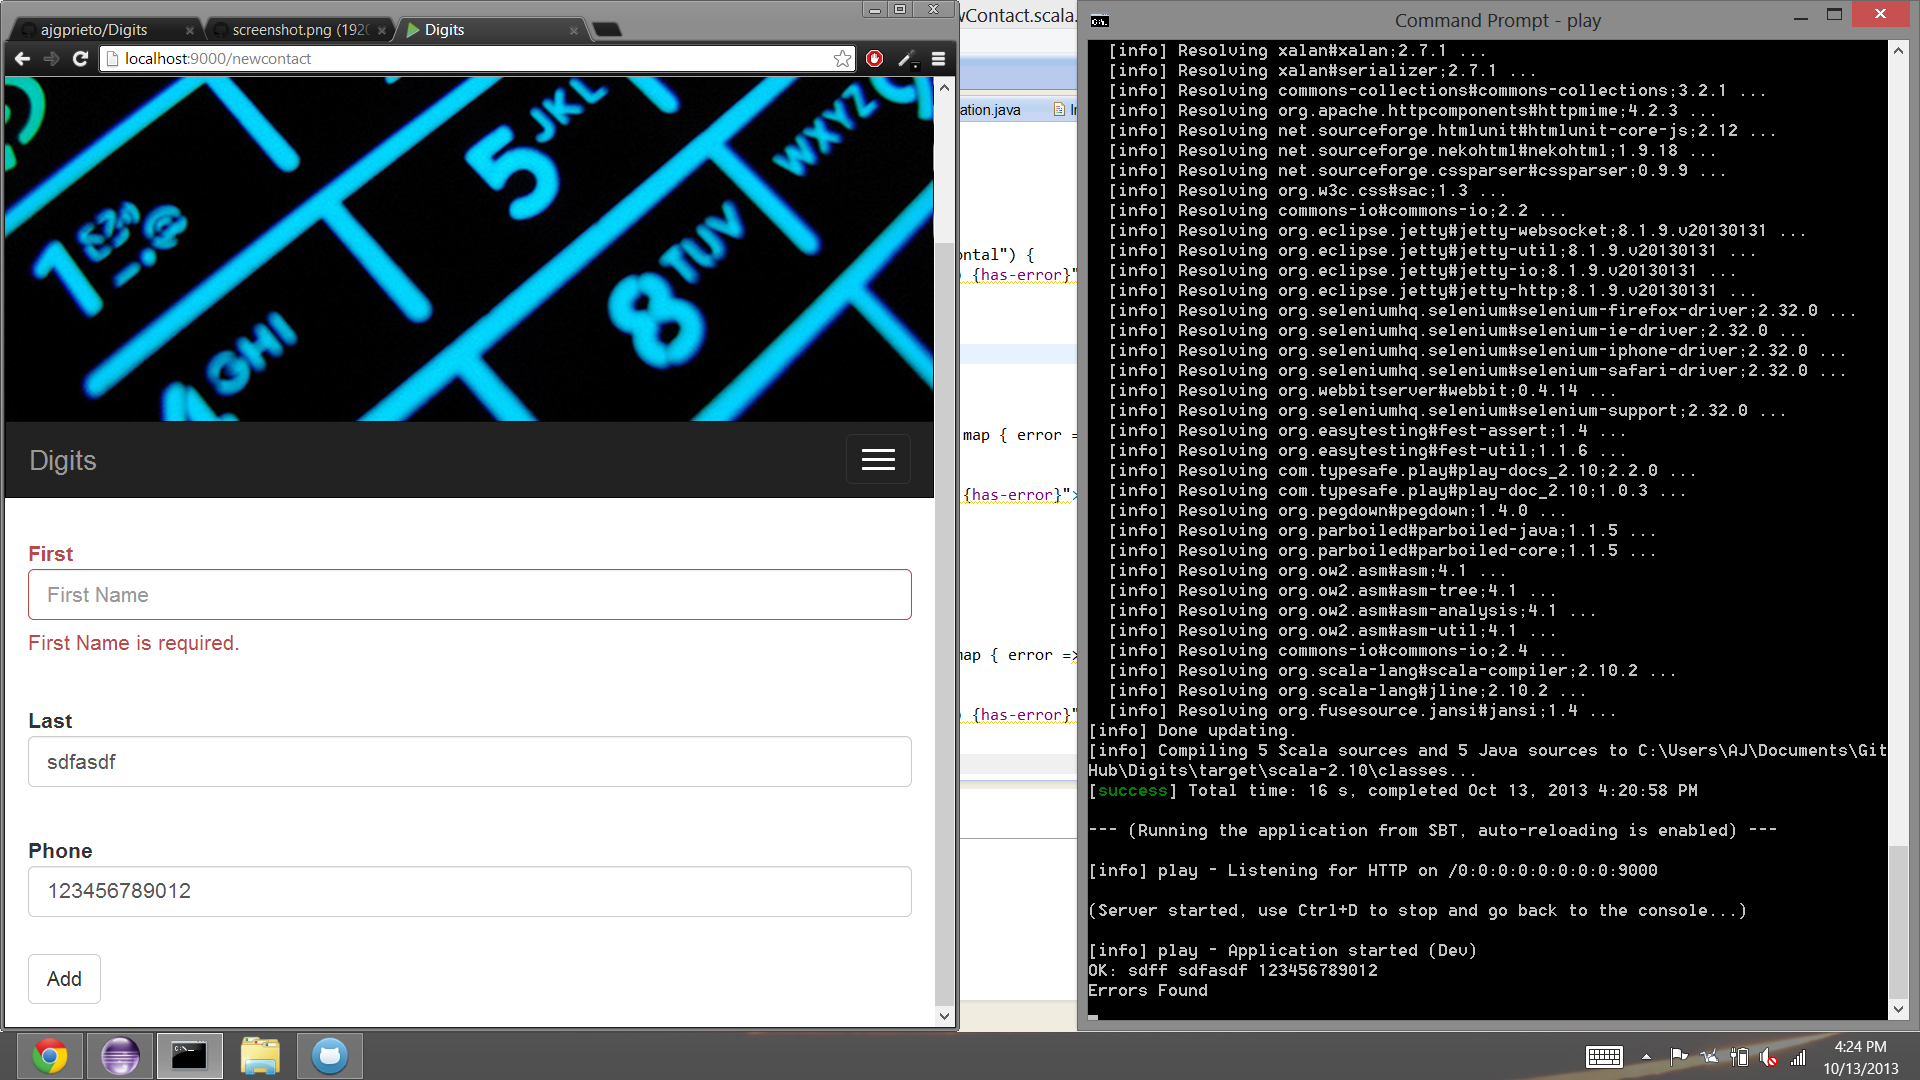 ajgprieto/Digits
screenshot.png (192
Digits
localhost:9000/newcontact
1
@
5 JKL
WXYZ
4 GHI
8 TUV
Digits
First
First Name
First Name is required.
Last
sdfasdf
Phone
123456789012
Add
wContact.scala.
ation.java
ontal") {
{has-error}"
map { error =
{has-error}">
map { error =>
{has-error}"
Command Prompt - play
[info] Resolving xalan#xalan;2.7.1 ...
[info] Resolving xalan#serializer;2.7.1 ...
[info] Resolving commons-collections#commons-collections;3.2.1 ...
[info] Resolving org.apache.httpcomponents#httpmime;4.2.3 ...
[info] Resolving net.sourceforge.htmlunit#htmlunit-core-js;2.12 ...
[info] Resolving net.sourceforge.nekohtml#nekohtml;1.9.18 ...
[info] Resolving net.sourceforge.cssparser#cssparser;0.9.9 ...
[info] Resolving org.w3c.css#sac;1.3 ...
[info] Resolving commons-io#commons-io;2.2 ...
[info] Resolving org.eclipse.jetty#jetty-websocket;8.1.9.v20130131 ...
[info] Resolving org.eclipse.jetty#jetty-util;8.1.9.v20130131 ...
[info] Resolving org.eclipse.jetty#jetty-io;8.1.9.v20130131 ...
[info] Resolving org.eclipse.jetty#jetty-http;8.1.9.v20130131 ...
[info] Resolving org.seleniumhq.selenium#selenium-firefox-driver;2.32.0 ...
[info] Resolving org.seleniumhq.selenium#selenium-ie-driver;2.32.0 ...
[info] Resolving org.seleniumhq.selenium#selenium-iphone-driver;2.32.0 ...
[info] Resolving org.seleniumhq.selenium#selenium-safari-driver;2.32.0 ...
[info] Resolving org.webbitserver#webbit;0.4.14 ...
[info] Resolving org.seleniumhq.selenium#selenium-support;2.32.0 ...
[info] Resolving org.easytesting#fest-assert;1.4 ...
[info] Resolving org.easytesting#fest-util;1.1.6 ...
[info] Resolving com.typesafe.play#play-docs_2.10;2.2.0 ...
[info] Resolving com.typesafe.play#play-doc_2.10;1.0.3 ...
[info] Resolving org.pegdown#pegdown;1.4.0 ...
[info] Resolving org.parboiled#parboiled-java;1.1.5 ...
[info] Resolving org.parboiled#parboiled-core;1.1.5 ...
[info] Resolving org.ow2.asm#asm;4.1 ...
[info] Resolving org.ow2.asm#asm-tree;4.1 ...
[info] Resolving org.ow2.asm#asm-analysis;4.1 ...
[info] Resolving org.ow2.asm#asm-util;4.1 ...
[info] Resolving commons-io#commons-io;2.4 ...
[info] Resolving org.scala-lang#scala-compiler;2.10.2 ...
[info] Resolving org.scala-lang#jline;2.10.2 ...
[info] Resolving org.fusesource.jansi#jansi;1.4 ...
[info] Done updating.
[info] Compiling 5 Scala sources and 5 Java sources to C:\Users\AJ\Documents\Git
Hub\Digits\target\scala-2.10\classes...
[success] Total time: 16 s, completed Oct 13, 2013 4:20:58 PM
--- (Running the application from SBT, auto-reloading is enabled) ---
[info] play - Listening for HTTP on /0:0:0:0:0:0:0:0:9000
(Server started, use Ctrl+D to stop and go back to the console...)
[info] play - Application started (Dev)
OK: sdff sdfasdf 123456789012
Errors Found
4:24 PM
10/13/2013